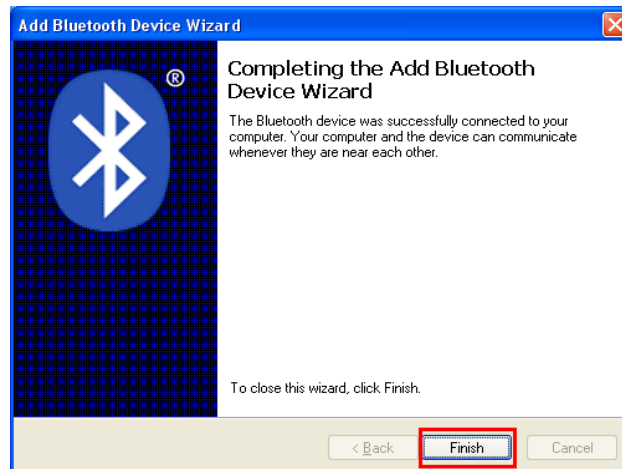 Add Bluetooth Device Wizard
®
Completing the Add Bluetooth
Device Wizard
The Bluetooth device was successfully connected to your
computer. Your computer and the device can communicate
whenever they are near each other.
To close this wizard, click Finish.
< Back Finish Cancel